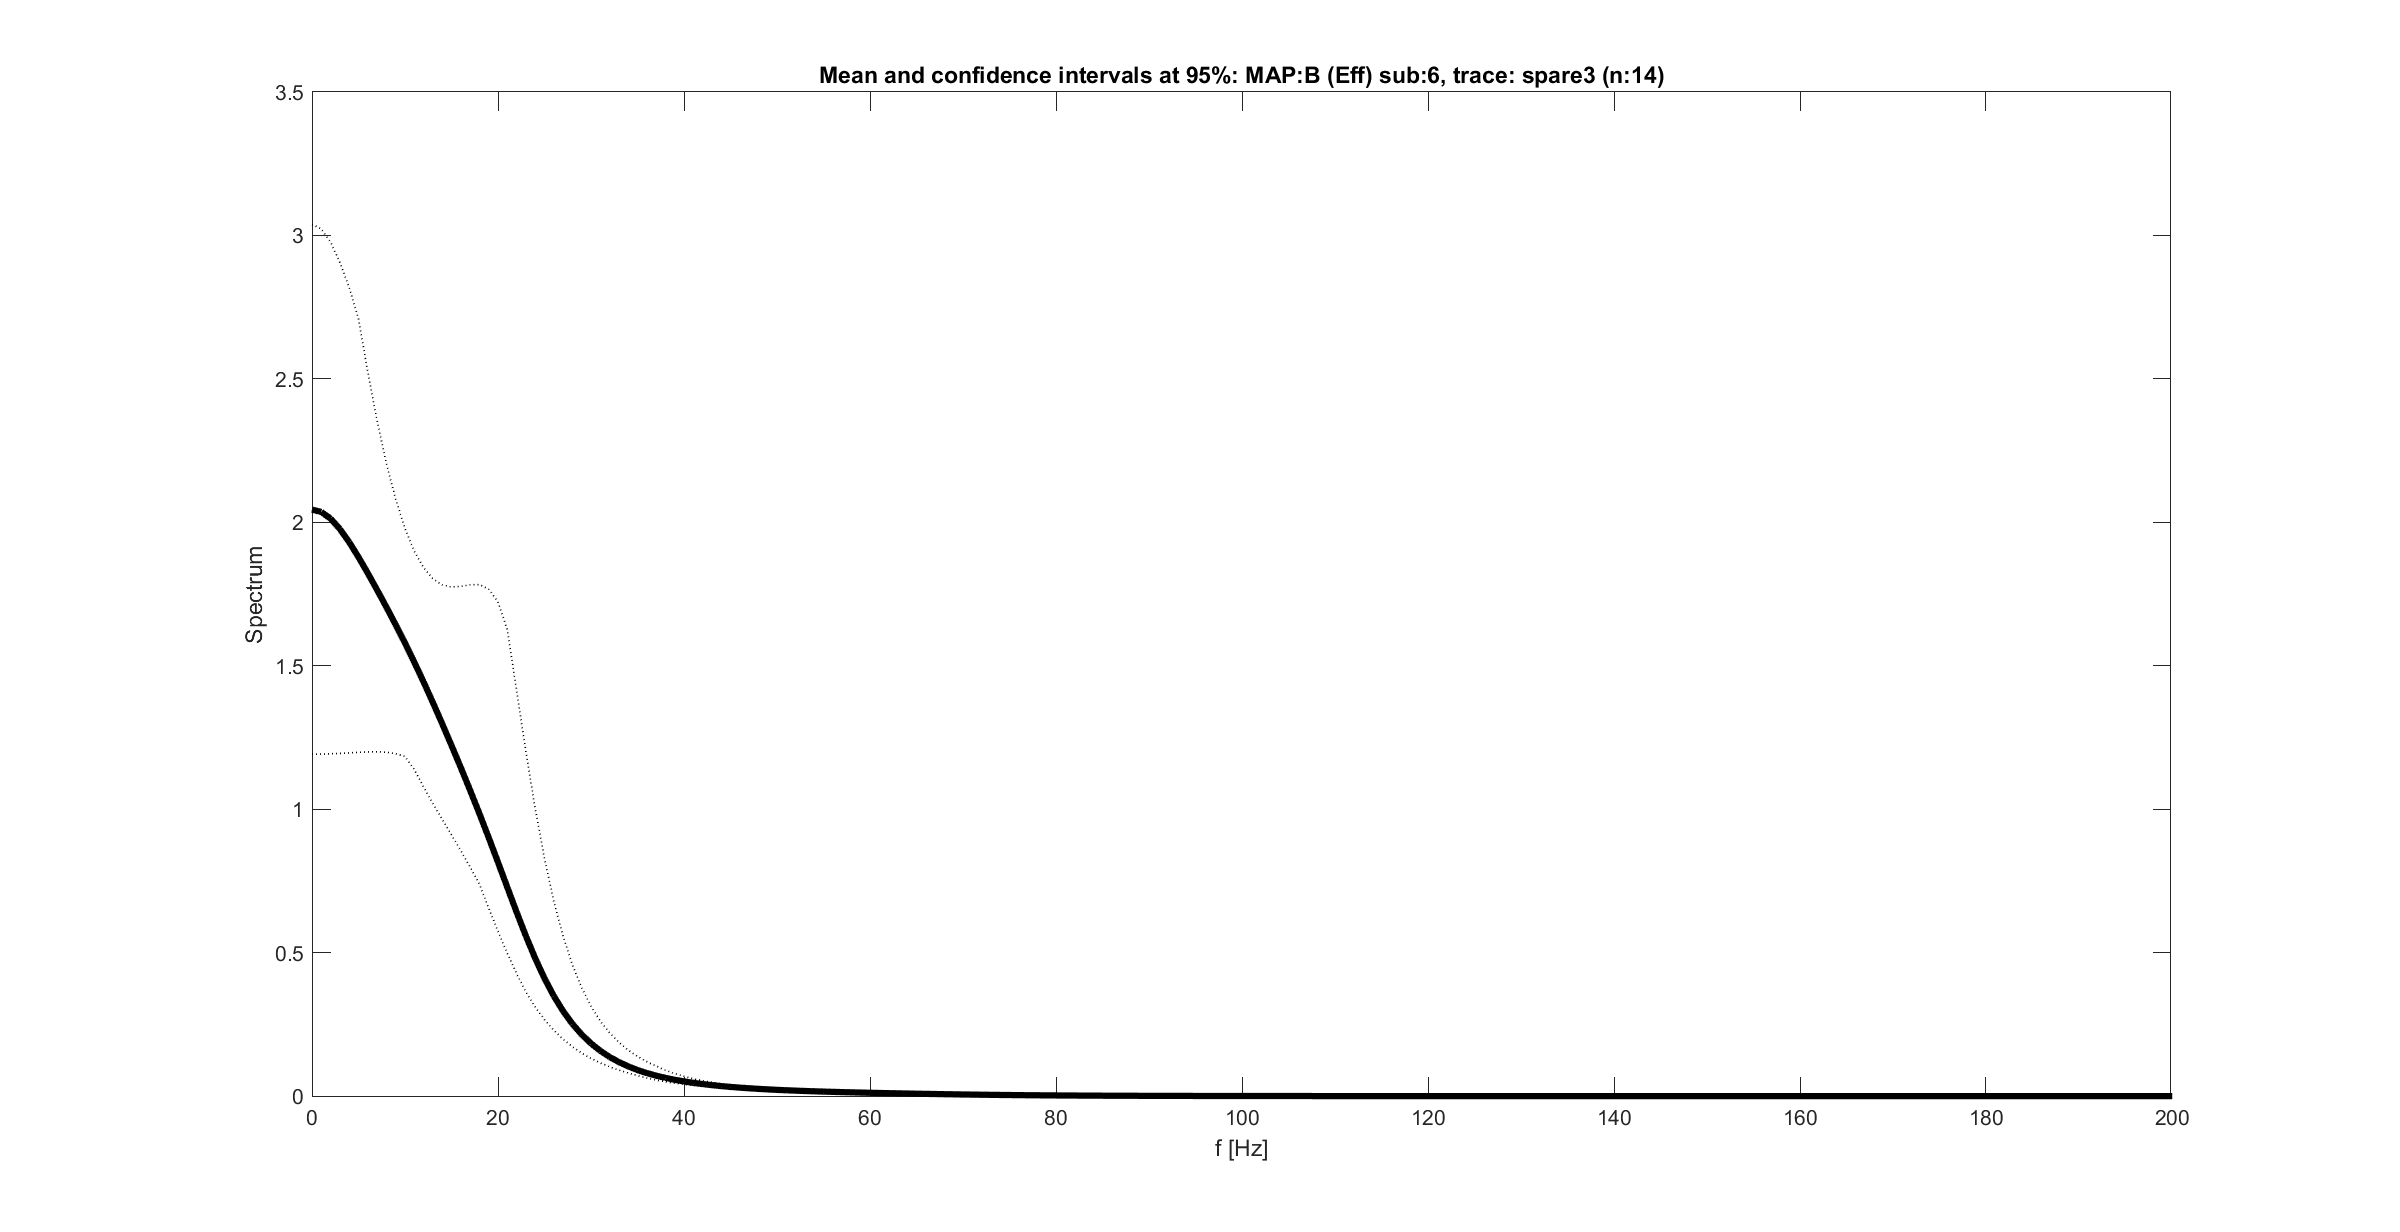 Mean and confidence intervals at 95%: MAP:B (Eff) sub:6, trace: spare3 (n:14)
3.5
3
2.5
2
1.5
1
0.5
0
Spectrum
0 20 40 60 80 100 120 140 160 180 200
f [Hz]